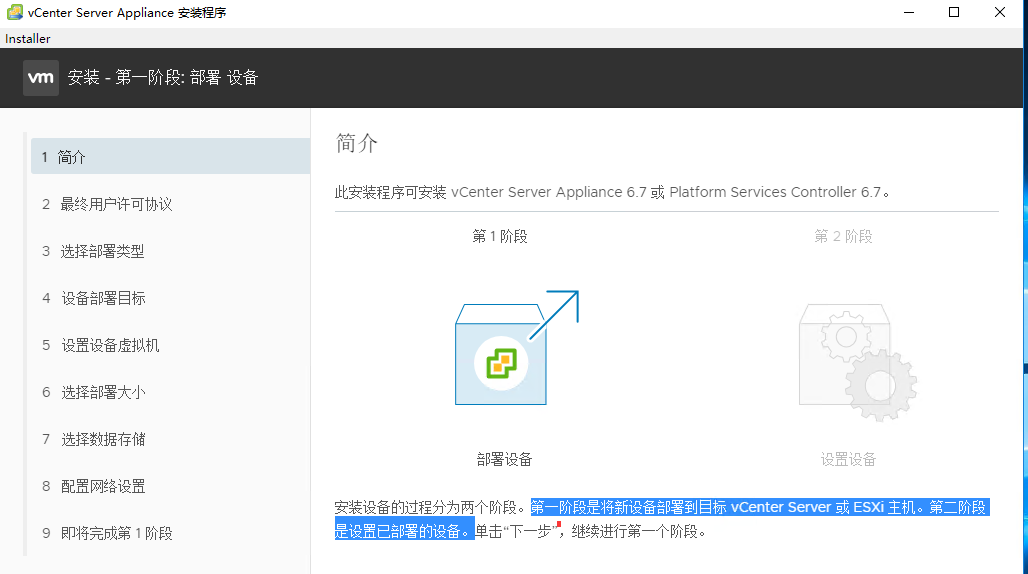 vCenter Server Appliance 安装程序
Installer
vm 安装 - 第一阶段: 部署 设备
1 简介
2 最终用户许可协议
3 选择部署类型
4 设备部署目标
5 设置设备虚拟机
6 选择部署大小
7 选择数据存储
8 配置网络设置
9 即将完成第 1 阶段
简介
此安装程序可安装 vCenter Server Appliance 6.7 或 Platform Services Controller 6.7。
第 1 阶段
第 2 阶段
部署设备
设置设备
安装设备的过程分为两个阶段。第一阶段是将新设备部署到目标 vCenter Server 或 ESXi 主机。第二阶段
是设置已部署的设备。单击“下一步”，继续进行第一个阶段。